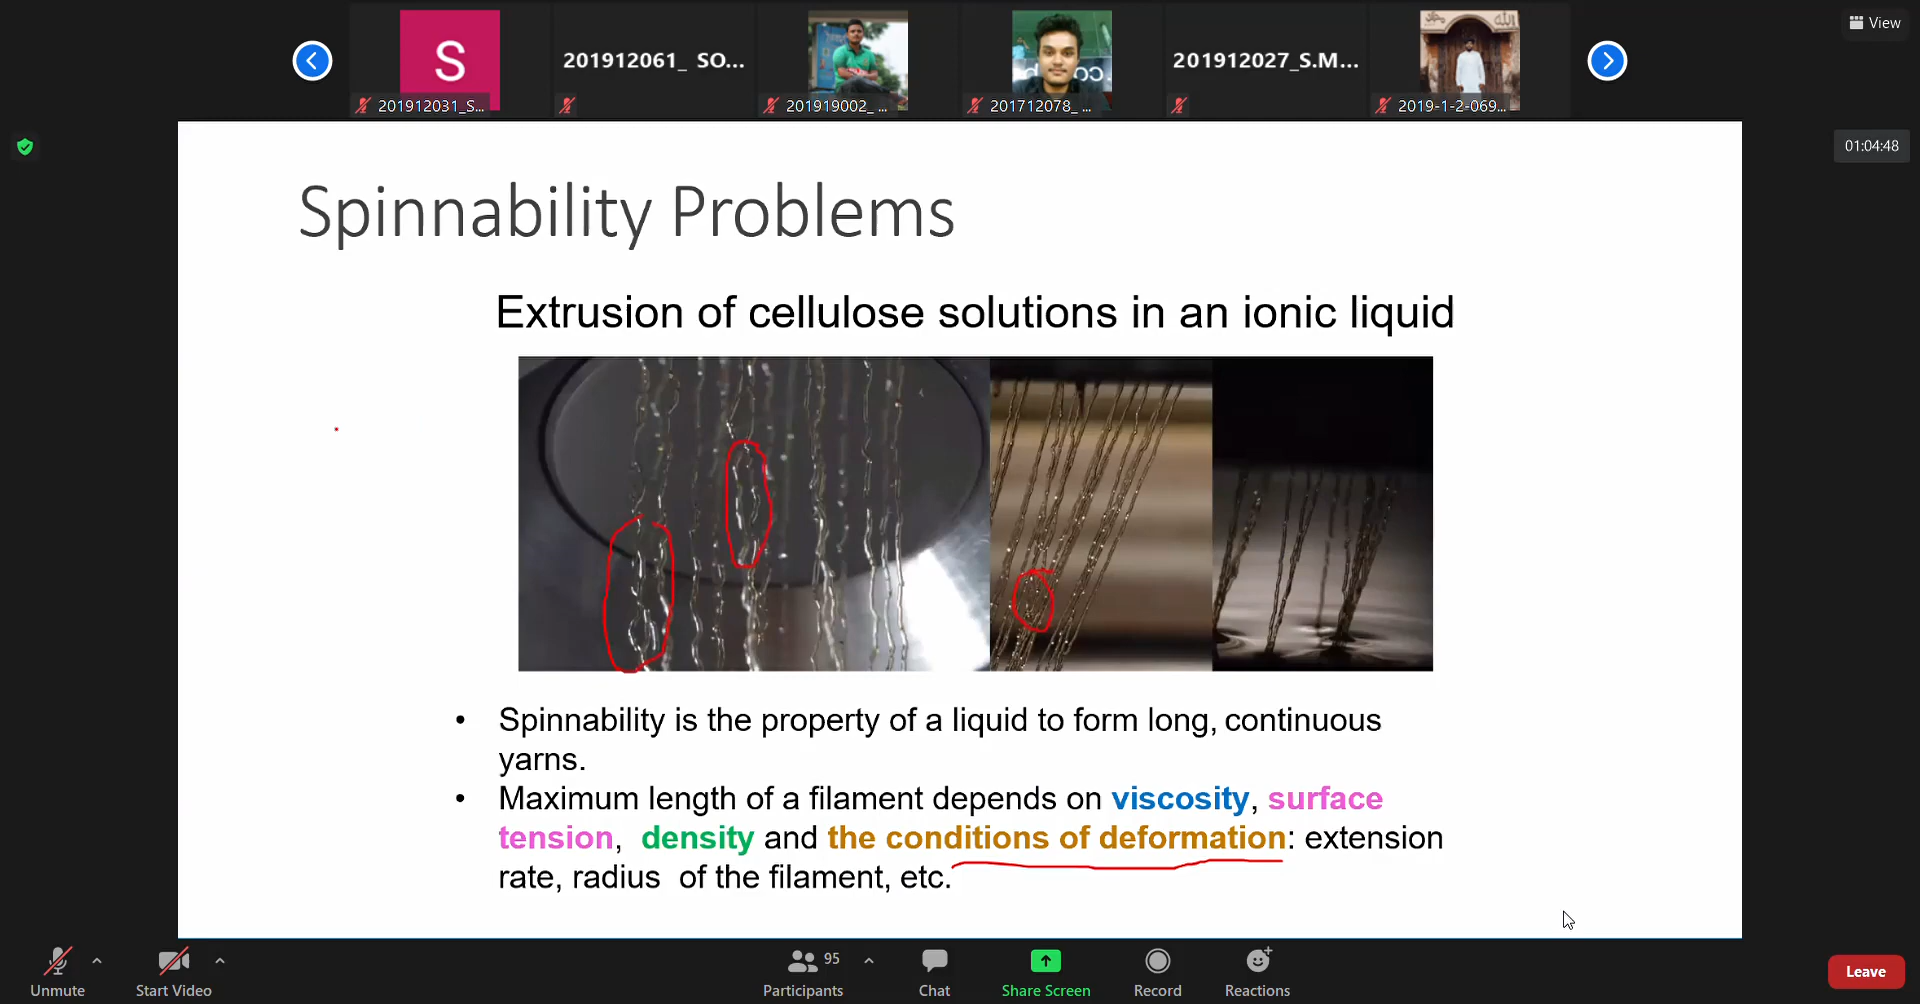 View
S
201912031_S...
201912061_ SO...
201919002_ ...
201712078_ ...
201912027_S.M...
2019-1-2-069...
01:04:48
Spinnability Problems
Extrusion of cellulose solutions in an ionic liquid
• Spinnability is the property of a liquid to form long, continuous
yarns.
• Maximum length of a filament depends on viscosity, surface
tension, density and the conditions of deformation: extension
rate, radius of the filament, etc.
Unmute
Start Video
95
Participants
Chat
Share Screen
Record
Reactions
Leave